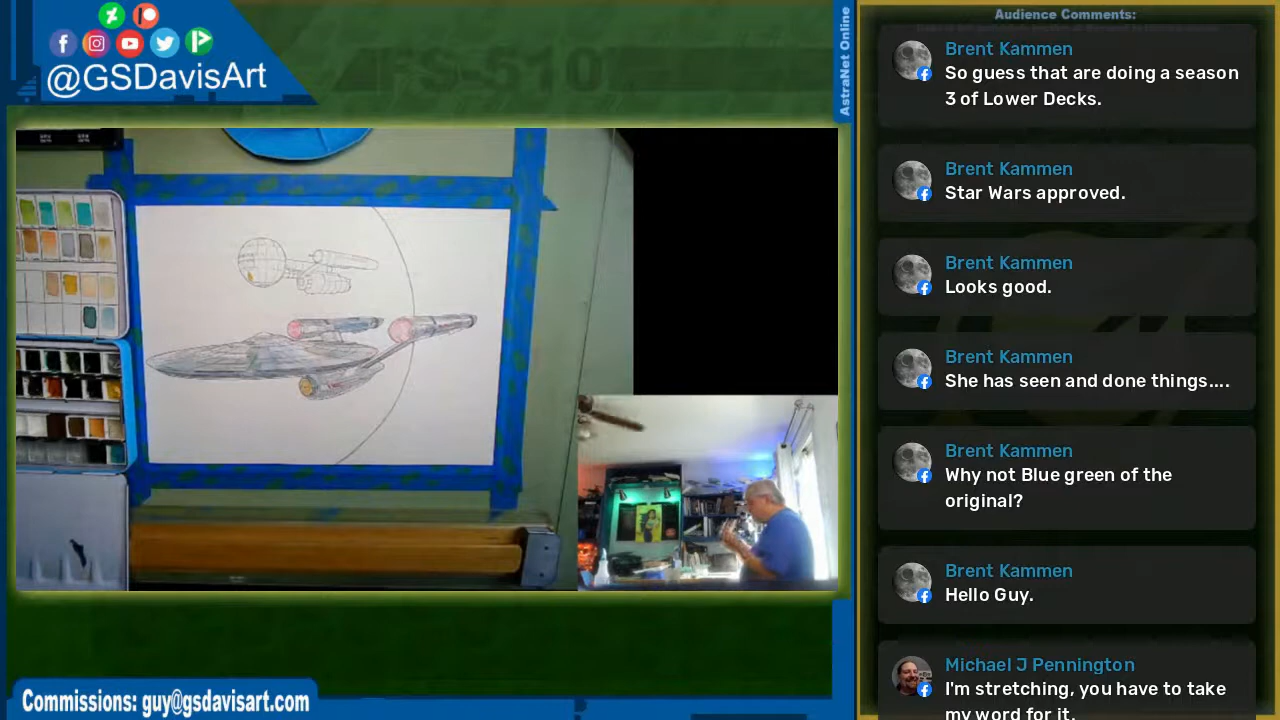 @GSDavisArt
AstraNet Online
Audience Comments:
Brent Kammen
So guess that are doing a season
3 of Lower Decks.
Brent Kammen
Star Wars approved.
Brent Kammen
Looks good.
Brent Kammen
She has seen and done things....
Brent Kammen
Why not Blue green of the
original?
Brent Kammen
Hello Guy.
Michael J Pennington
I'm stretching, you have to take
my word for it.
Commissions: guy@gsdavisart.com